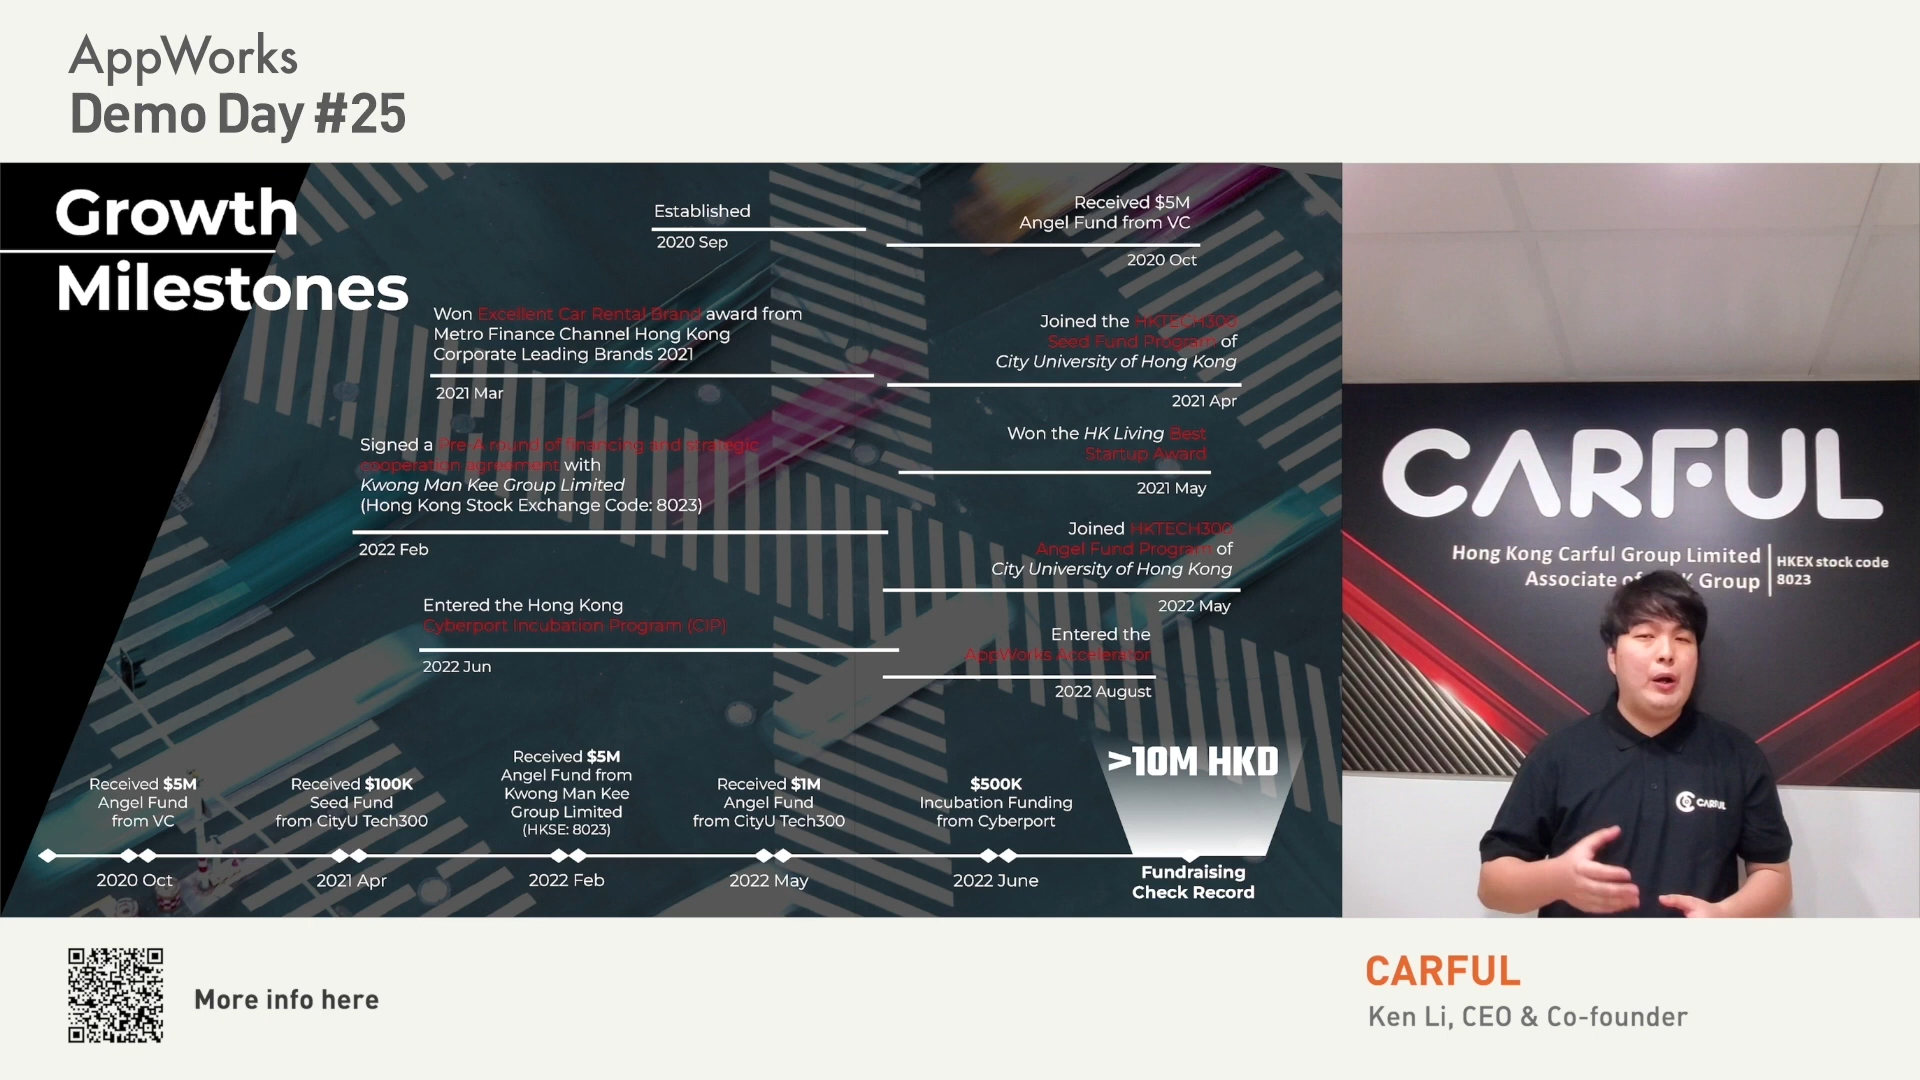 AppWorks
Demo Day #25
Growth
Milestones
Established
2020 Sep
Received $5M
Angel Fund from VC
2020 Oct
Won Excellent Car Rental Brand award from
Metro Finance Channel Hong Kong
Corporate Leading Brands 2021
2021 Mar
Joined the HKTECH300
Seed Fund Program of
City University of Hong Kong
2021 Apr
Signed a Pre-A round of financing and strategic
cooperation agreement with
Kwong Man Kee Group Limited
(Hong Kong Stock Exchange Code: 8023)
2022 Feb
Won the HK Living Best
Startup Award
2021 May
Joined HKTECH300
Angel Fund Program of
City University of Hong Kong
2022 May
Entered the Hong Kong
Cyberport Incubation Program (CIP)
2022 Jun
Entered the
AppWorks Accelerator
2022 August
Received $5M
Angel Fund
from VC
2020 Oct
Received $100K
Seed Fund
from CityU Tech300
2021 Apr
Received $5M
Angel Fund from
Kwong Man Kee
Group Limited
(HKSE: 8023)
2022 Feb
Received $1M
Angel Fund
from CityU Tech300
2022 May
$500K
Incubation Funding
from Cyberport
2022 June
>10M HKD
Fundraising
Check Record
CARFUL
Hong Kong Carful Group Limited
Associate of K Group
HKEX stock code
8023
CARFUL
More info here
CARFUL
Ken Li, CEO & Co-founder